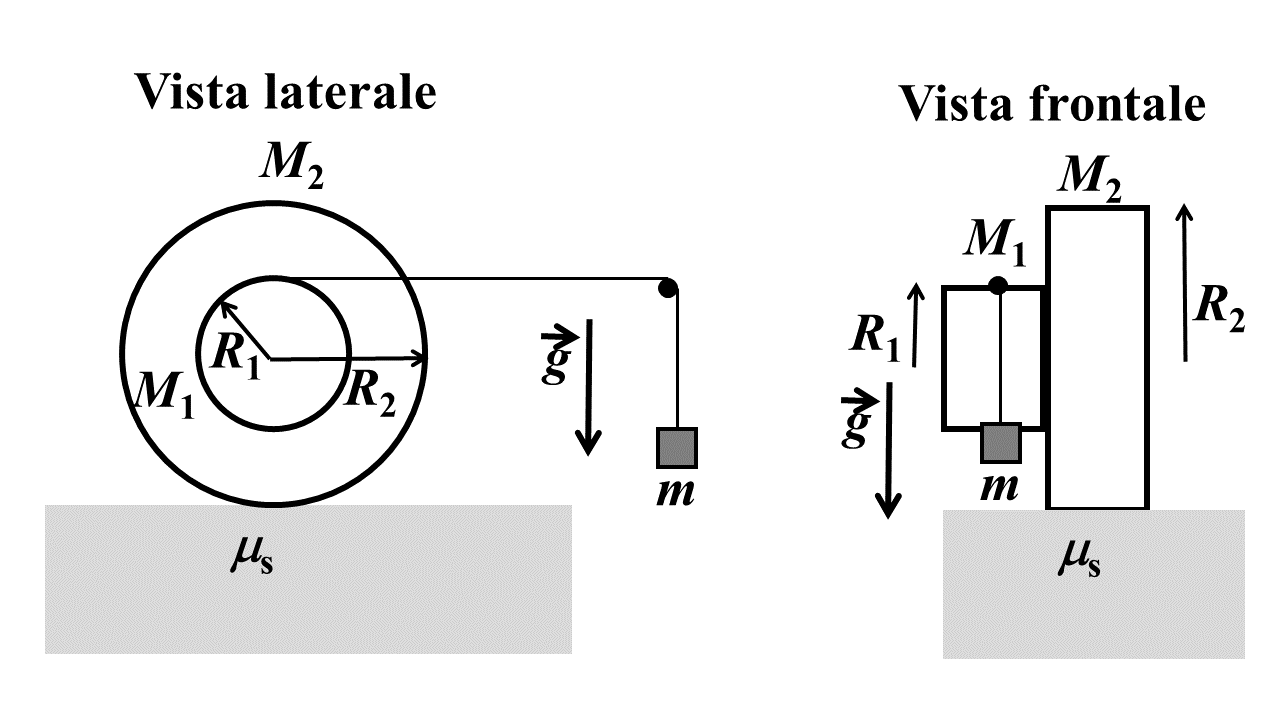 Vista laterale
M₂
R₁
M₁
R₂
g⃗
m
μₛ
Vista frontale
M₂
M₁
R₁
R₂
g⃗
m
μₛ